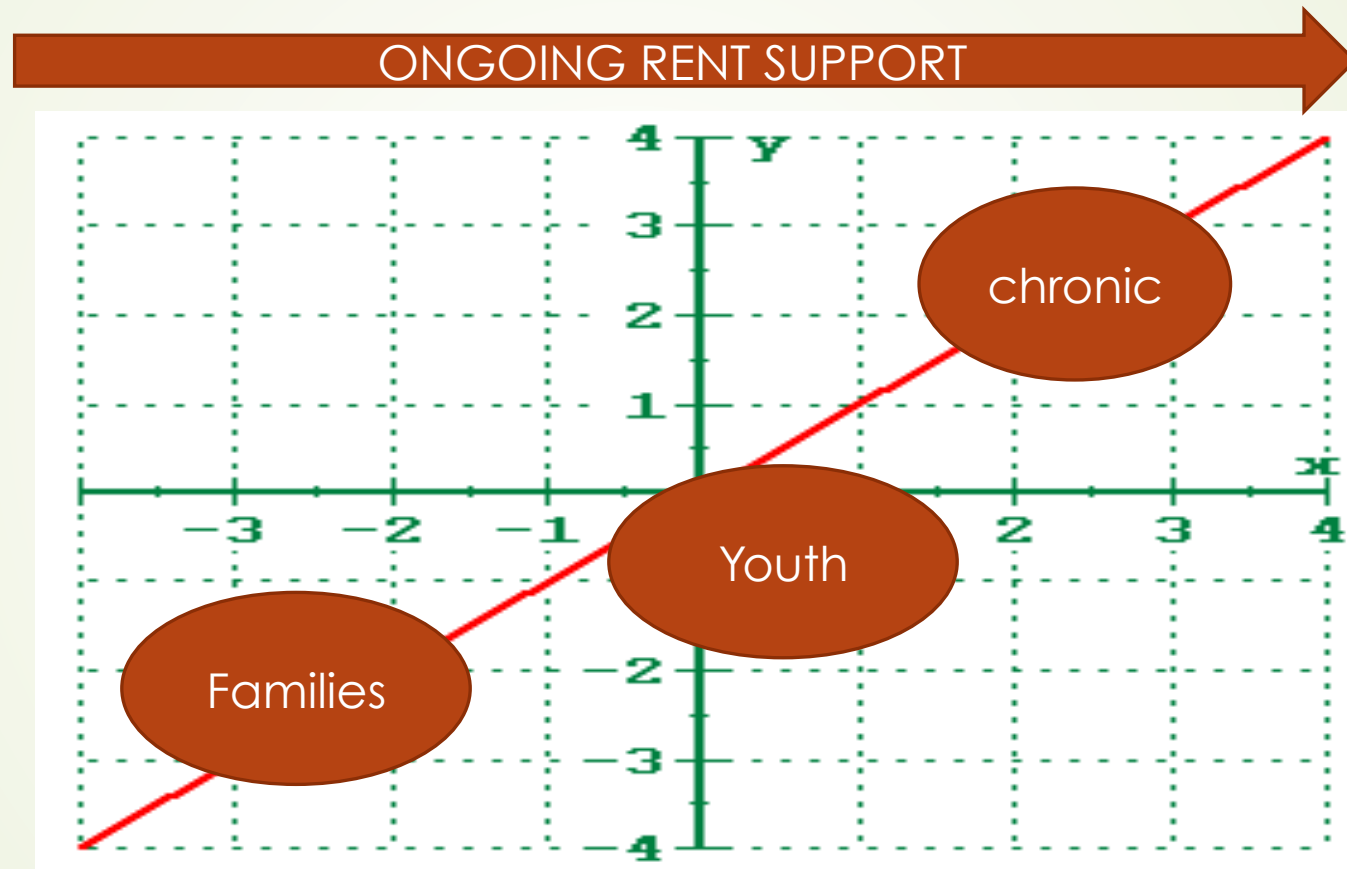 ONGOING RENT SUPPORT
4 y
3
chronic
2
1
x
-3 -2 -1 2 3 4
Youth
-2
Families
-3
-4